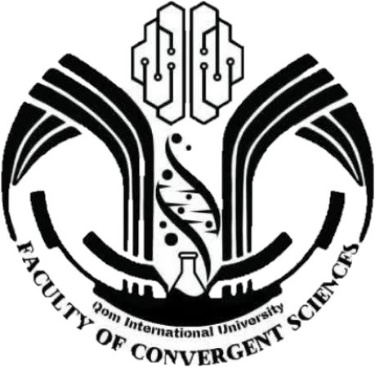 Qom International University
FACULTY OF CONVERGENT SCIENCES